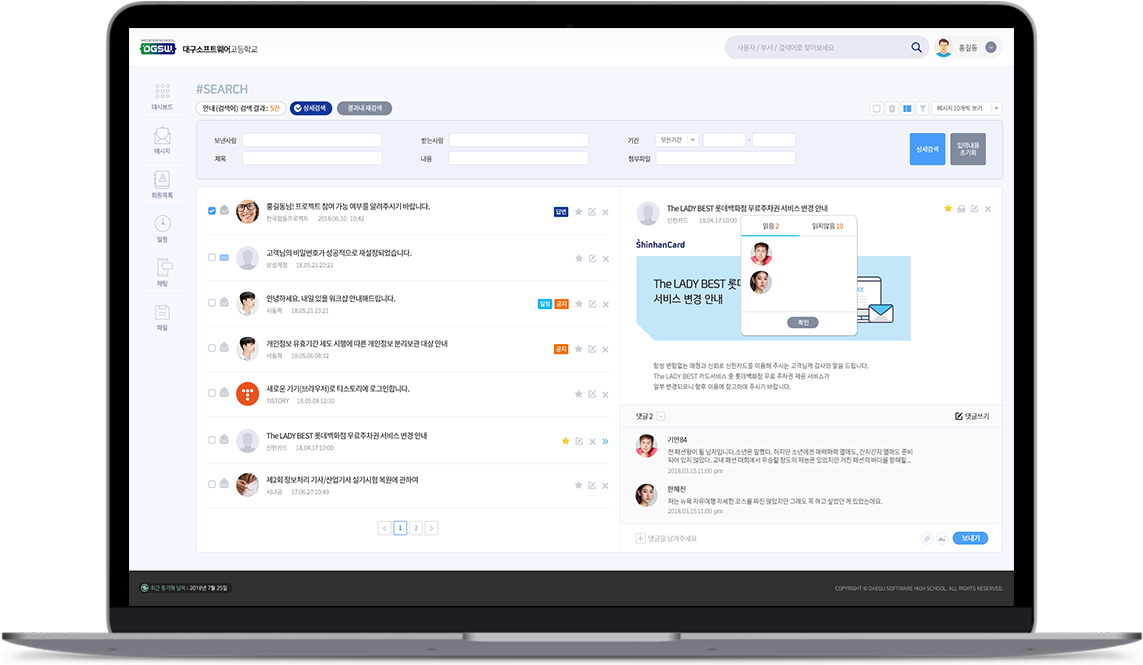 MEISTER SCHOOL
DGSW
대구소프트웨어고등학교
사용자 / 부서 / 검색어로 찾아보세요
홍길동
대시보드
메시지
회원목록
일정
채팅
파일
#SEARCH
안내(검색어) 검색 결과 : 5건
상세검색
결과내 재검색
메시지 10개씩 보기
보낸사람
받는사람
기간
모든기간
-
제목
내용
첨부파일
상세검색
입력내용
초기화
홍길동님! 프로젝트 참여 가능 여부를 알려주시기 바랍니다.
한국협동프로젝트 2018.06.10 10:42
답변
고객님의 비밀번호가 성공적으로 재설정되었습니다.
삼성계정 18.05.21 23:21
안녕하세요. 내일 있을 워크샵 안내해드립니다.
서동혁 18.05.21 23:21
일정
공지
개인정보 유효기간 제도 시행에 따른 개인정보 분리보관 대상 안내
서동혁 18.05.06 08:32
공지
새로운 기기(브라우저)로 티스토리에 로그인합니다.
TISTORY 18.05.08 12:30
The LADY BEST 롯데백화점 무료주차권 서비스 변경 안내
신한카드 18.04.17 10:00
제2회 정보처리 기사/산업기사 실기시험 복원에 관하여
시나공 17.06.27 10:49
1
2
The LADY BEST 롯데백화점 무료주차권 서비스 변경 안내
신한카드 18.04.17 10:00
읽음 2
읽지않음 10
확인
ShinhanCard
The LADY BEST 롯데
서비스 변경 안내
항상 변함없는 애정과 신뢰로 신한카드를 이용해 주시는 고객님께 감사의 말씀 드립니다.
The LADY BEST 카드서비스 중 롯데백화점 무료 주차권 제공 서비스가
일부 변경되오니 향후 이용에 참고하여 주시기 바랍니다.
댓글 2
댓글쓰기
기안84
전 패션왕이 될 남자입니다.소년은 말했다. 하지만 소년에겐 매력매력 열매도, 간지간지 열매도 준비
되어 있지 않았다. 교내 패션 대회에서 우승할 정도의 재능은 있었지만 거친 패션의 바다를 항해할...
2018.03.15 11:00 pm
한혜진
저는 뉴욕 자유여행 자세한 코스를 짜진 않았지만 그래도 꼭 하고 싶었던 게 있었는데요.
2018.03.15 11:00 pm
댓글을 남겨주세요
보내기
최근 동기화 날짜 : 2018년 7월 25일
COPYRIGHT © DAEGU SOFTWARE HIGH SCHOOL. ALL RIGHTS RESERVED.